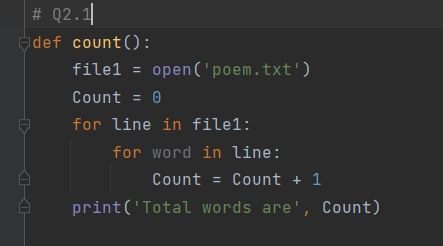 # Q2.1
def count():
    file1 = open('poem.txt')
    Count = 0
    for line in file1:
        for word in line:
            Count = Count + 1
    print('Total words are', Count)